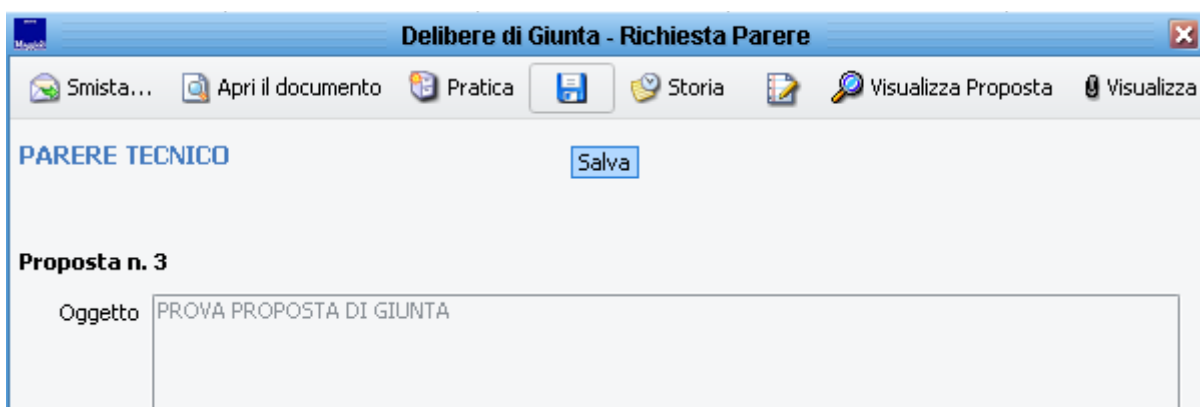 Maggioli
Delibere di Giunta - Richiesta Parere
Smista... Apri il documento Pratica Storia Visualizza Proposta Visualizza
PARERE TECNICO
Salva
Proposta n. 3
Oggetto PROVA PROPOSTA DI GIUNTA